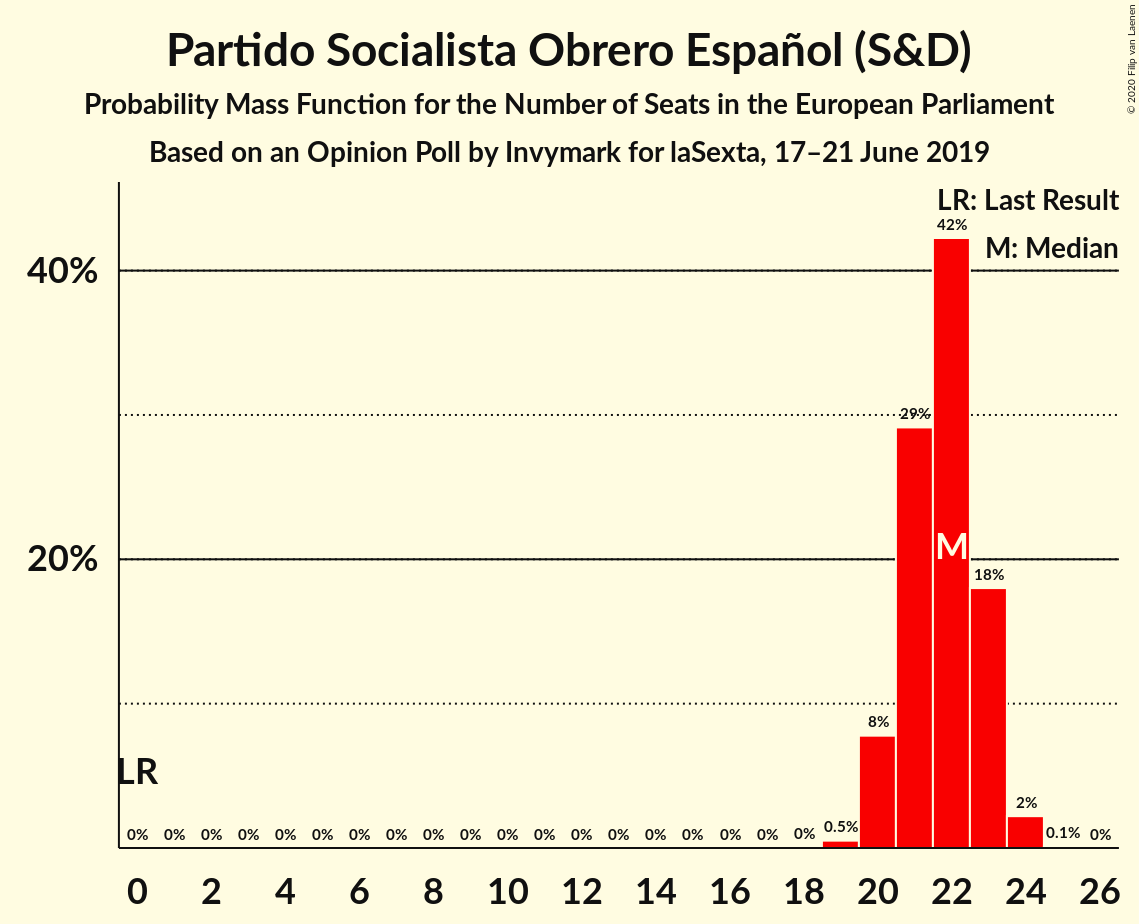 Partido Socialista Obrero Español (S&D)
Probability Mass Function for the Number of Seats in the European Parliament
Based on an Opinion Poll by Invymark for laSexta, 17–21 June 2019
© 2020 Filip van Laenen
LR: Last Result
42%
M: Median
40%
29%
M
20%
18%
8%
LR
2%
0% 0% 0% 0% 0% 0% 0% 0% 0% 0% 0% 0% 0% 0% 0% 0% 0% 0% 0% 0.5% 0.1% 0%
0 2 4 6 8 10 12 14 16 18 20 22 24 26